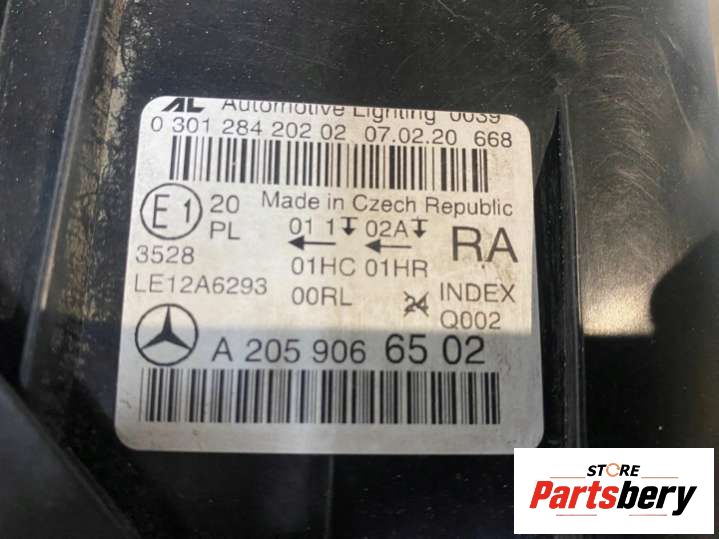 AL Automotive Lighting 0039
0 301 284 202 02 07.02.20 668
Made in Czech Republic
E1 20 PL
01 1 02A RA
3528 01HC 01HR
LE12A6293 00RL 24 INDEX
Q002
A 205 906 65 02
STORE
Partsbery